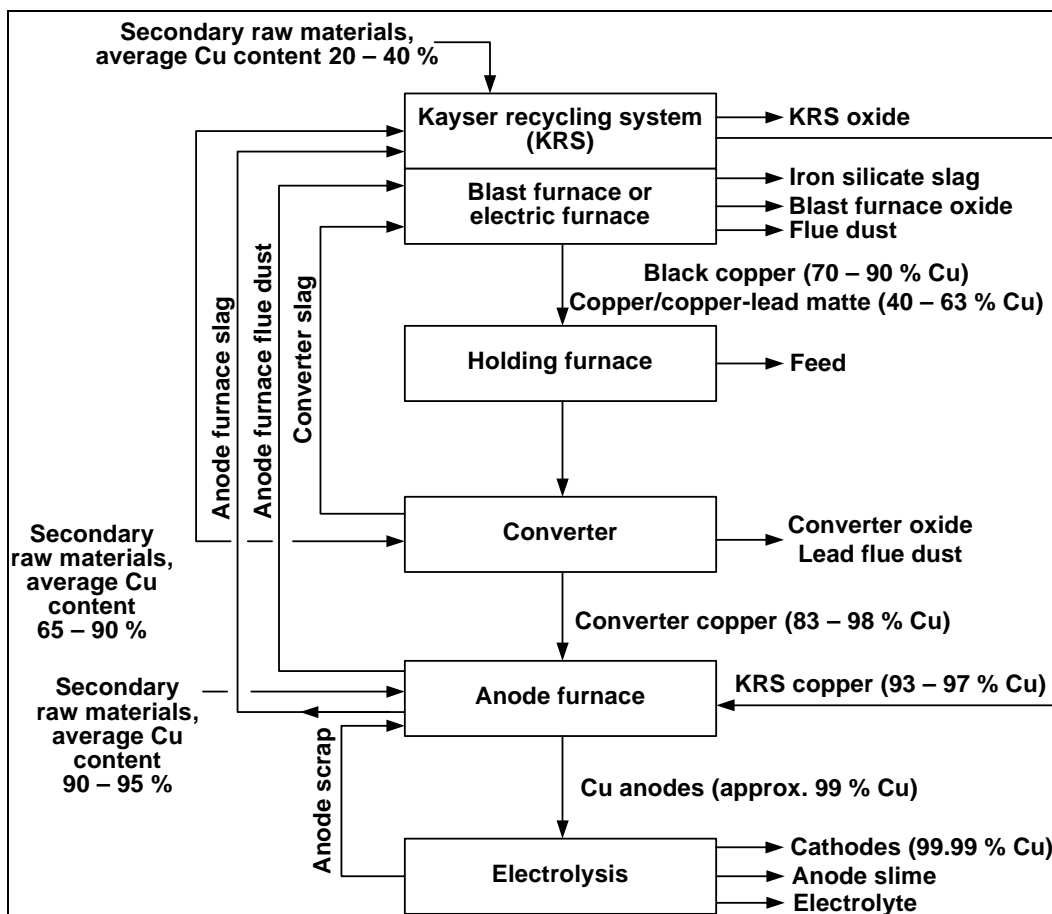 Secondary raw materials,
average Cu content 20 – 40 %
Kayser recycling system
(KRS)
KRS oxide
Blast furnace or
electric furnace
Iron silicate slag
Blast furnace oxide
Flue dust
Black copper (70 – 90 % Cu)
Copper/copper-lead matte (40 – 63 % Cu)
Anode furnace slag
Anode furnace flue dust
Converter slag
Holding furnace
Feed
Secondary
raw materials,
average Cu
content
65 – 90 %
Converter
Converter oxide
Lead flue dust
Converter copper (83 – 98 % Cu)
Secondary
raw materials,
average Cu
content
90 – 95 %
Anode furnace
KRS copper (93 – 97 % Cu)
Anode scrap
Cu anodes (approx. 99 % Cu)
Electrolysis
Cathodes (99.99 % Cu)
Anode slime
Electrolyte